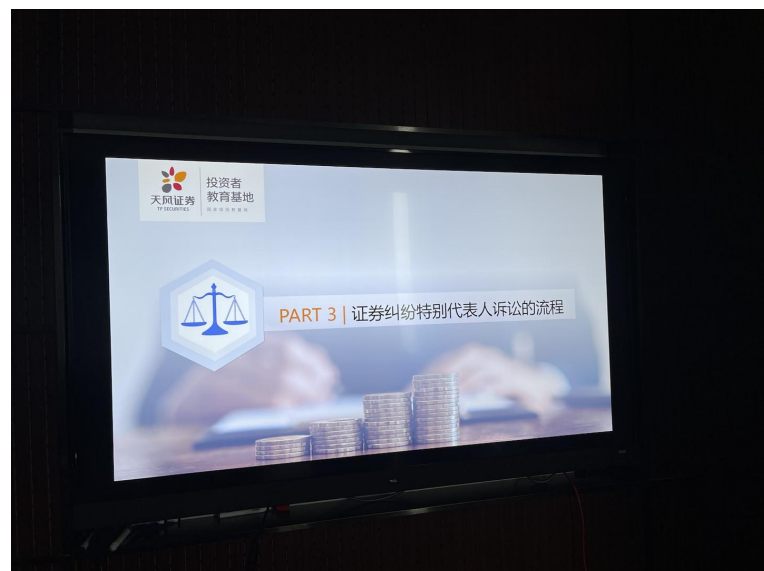 天风证券
TF SECURITIES
投资者
教育基地
PART 3 | 证券纠纷特别代表人诉讼的流程